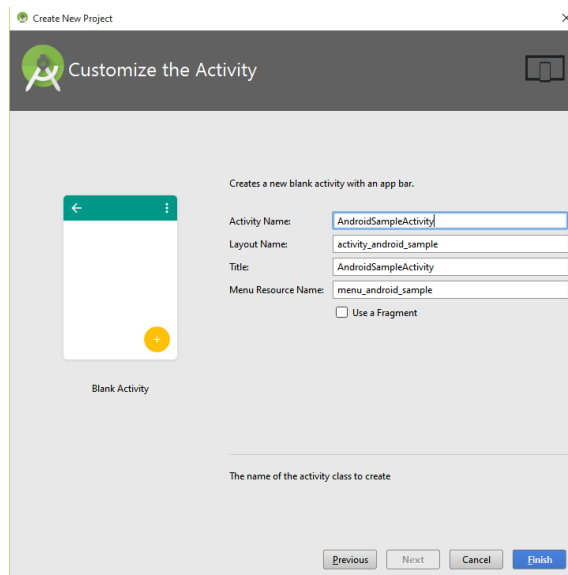 Create New Project
Customize the Activity
Creates a new blank activity with an app bar.
Activity Name: AndroidSampleActivity
Layout Name: activity_android_sample
Title: AndroidSampleActivity
Menu Resource Name: menu_android_sample
Use a Fragment
Blank Activity
The name of the activity class to create
Previous Next Cancel Finish